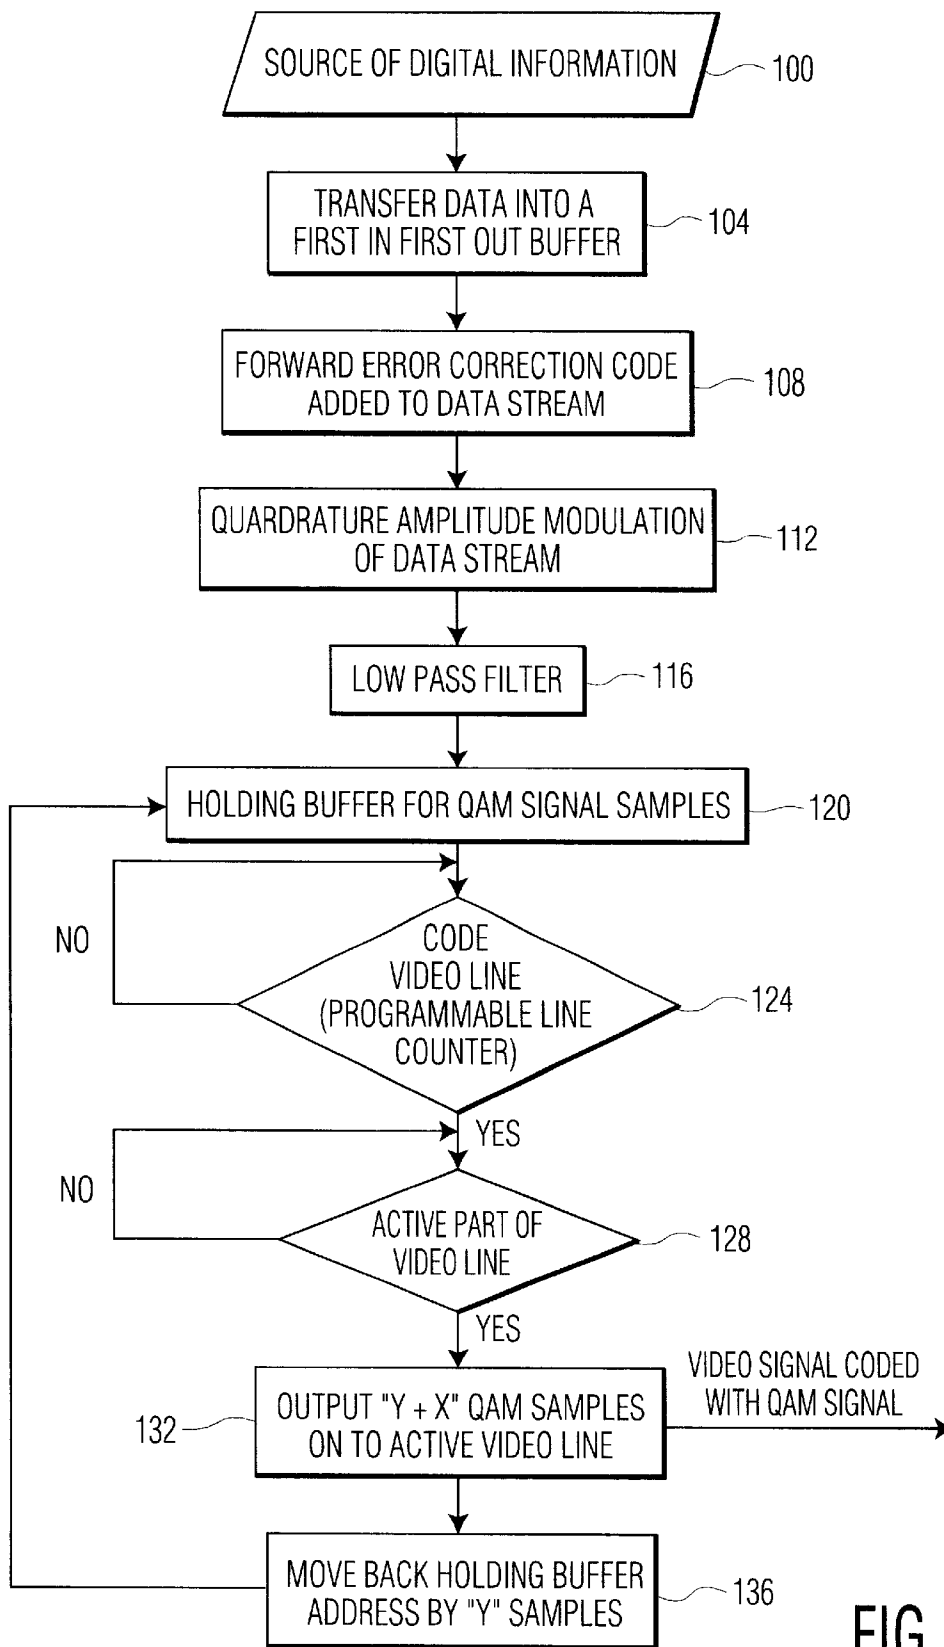 SOURCE OF DIGITAL INFORMATION
100
TRANSFER DATA INTO A
FIRST IN FIRST OUT BUFFER
104
FORWARD ERROR CORRECTION CODE
ADDED TO DATA STREAM
108
QUARDRATURE AMPLITUDE MODULATION
OF DATA STREAM
112
LOW PASS FILTER
116
HOLDING BUFFER FOR QAM SIGNAL SAMPLES
120
NO
CODE
VIDEO LINE
(PROGRAMMABLE LINE
COUNTER)
124
YES
NO
ACTIVE PART OF
VIDEO LINE
128
YES
VIDEO SIGNAL CODED
WITH QAM SIGNAL
132
OUTPUT "Y + X" QAM SAMPLES
ON TO ACTIVE VIDEO LINE
MOVE BACK HOLDING BUFFER
ADDRESS BY "Y" SAMPLES
136
FIG